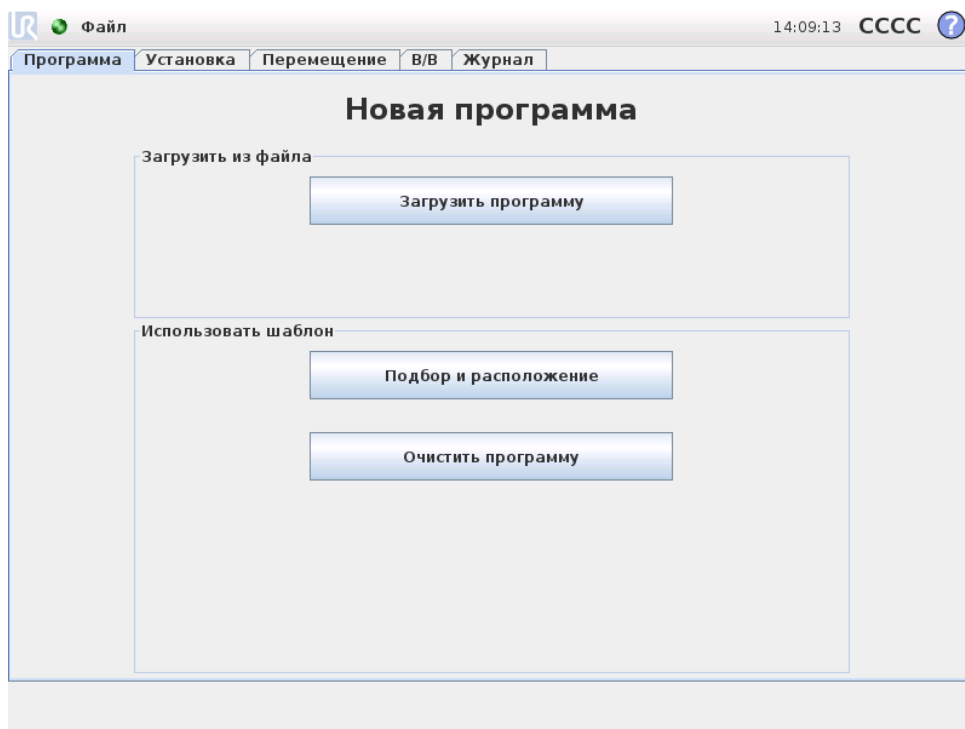 UR Файл 14:09:13 CCCC ?
Программа Установка Перемещение В/В Журнал
Новая программа
Загрузить из файла
Загрузить программу
Использовать шаблон
Подбор и расположение
Очистить программу